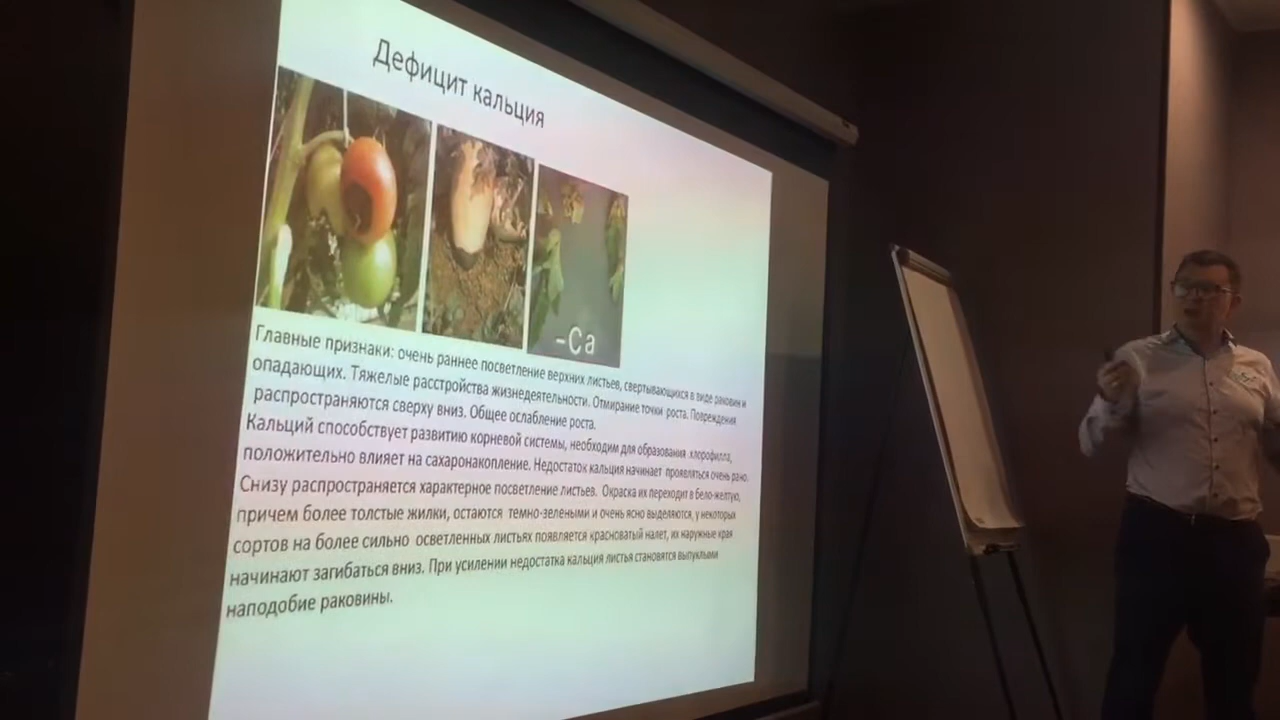 Дефицит кальция
-Ca
Главные признаки: очень раннее посветление верхних листьев, свертывающихся в виде раковин и
опадающих. Тяжелые расстройства жизнедеятельности. Отмирание точки роста. Повреждения
распространяются сверху вниз. Общее ослабление роста.
Кальций способствует развитию корневой системы, необходим для образования хлорофилла,
положительно влияет на сахаронакопление. Недостаток кальция начинает проявляться очень рано.
Снизу распространяется характерное посветление листьев. Окраска их переходит в бело-желтую,
причем более толстые жилки, остаются темно-зелеными и очень ясно выделяются, у некоторых
сортов на более сильно освещенных листьях появляется красноватый налет, их наружные края
начинают загибаться вниз. При усилении недостатка кальция листья становятся выпуклыми
наподобие раковины.